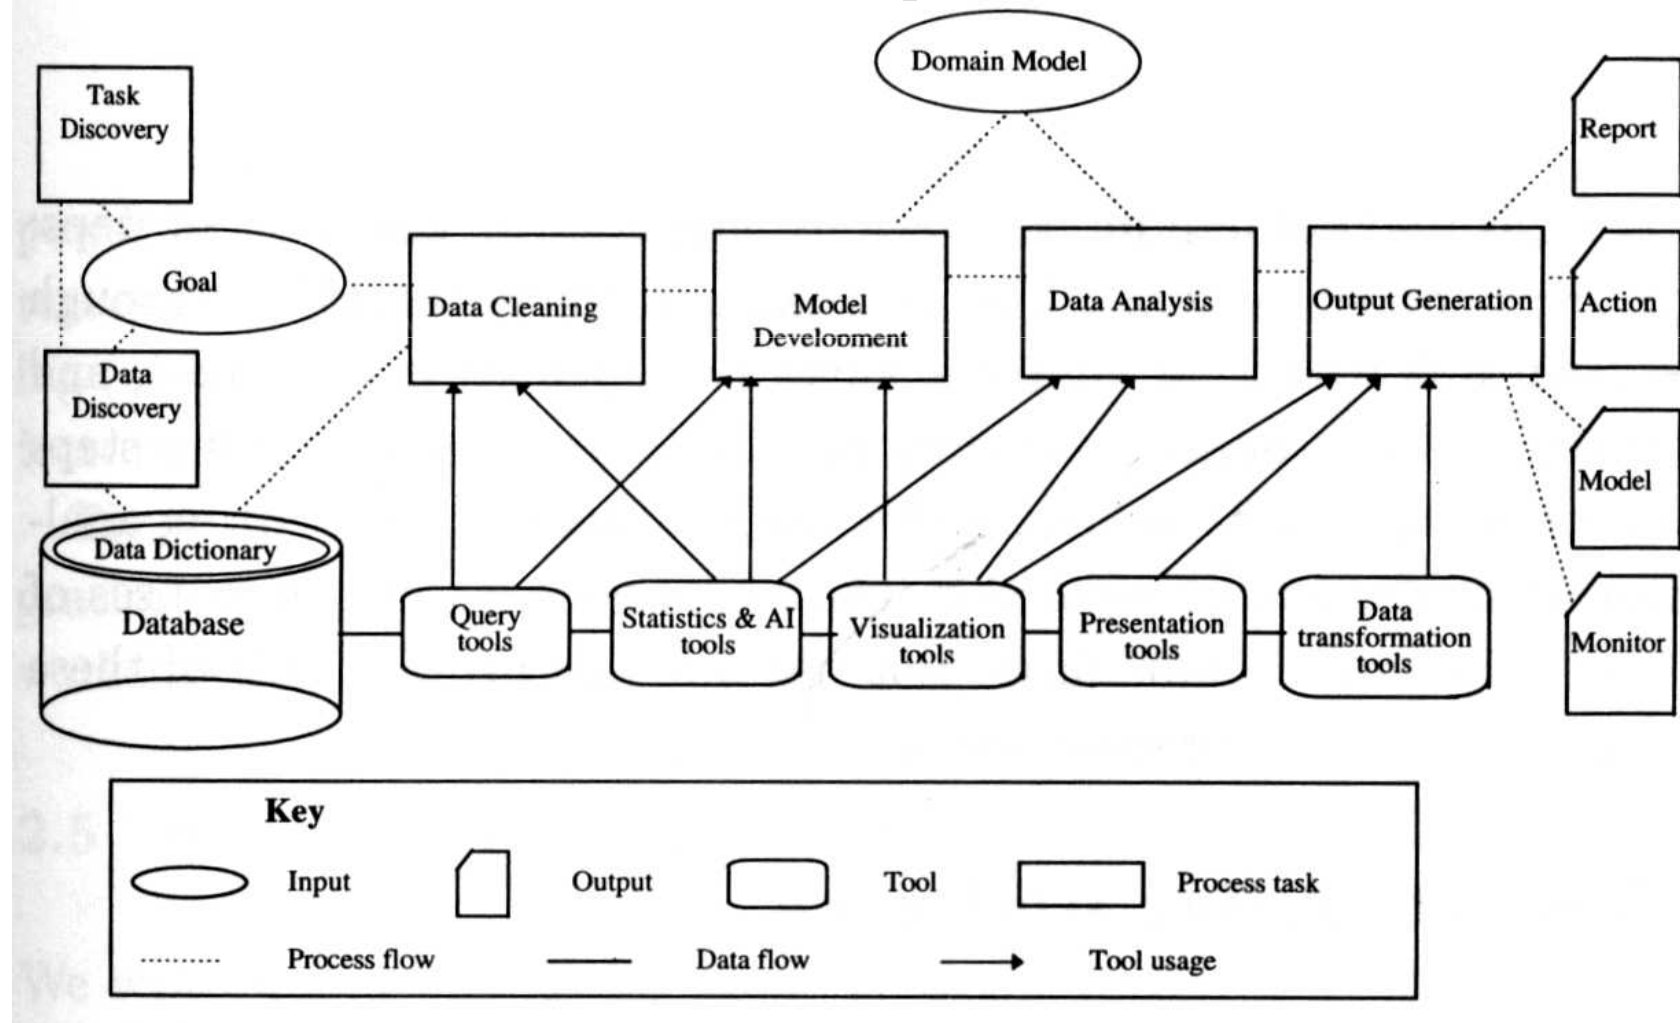 Domain Model
Task
Discovery
Report
Goal
Data Cleaning
Model
Development
Data Analysis
Output Generation
Action
Data
Discovery
Model
Data Dictionary
Database
Query
tools
Statistics & AI
tools
Visualization
tools
Presentation
tools
Data
transformation
tools
Monitor
Key
Input
Output
Tool
Process task
Process flow
Data flow
Tool usage
We